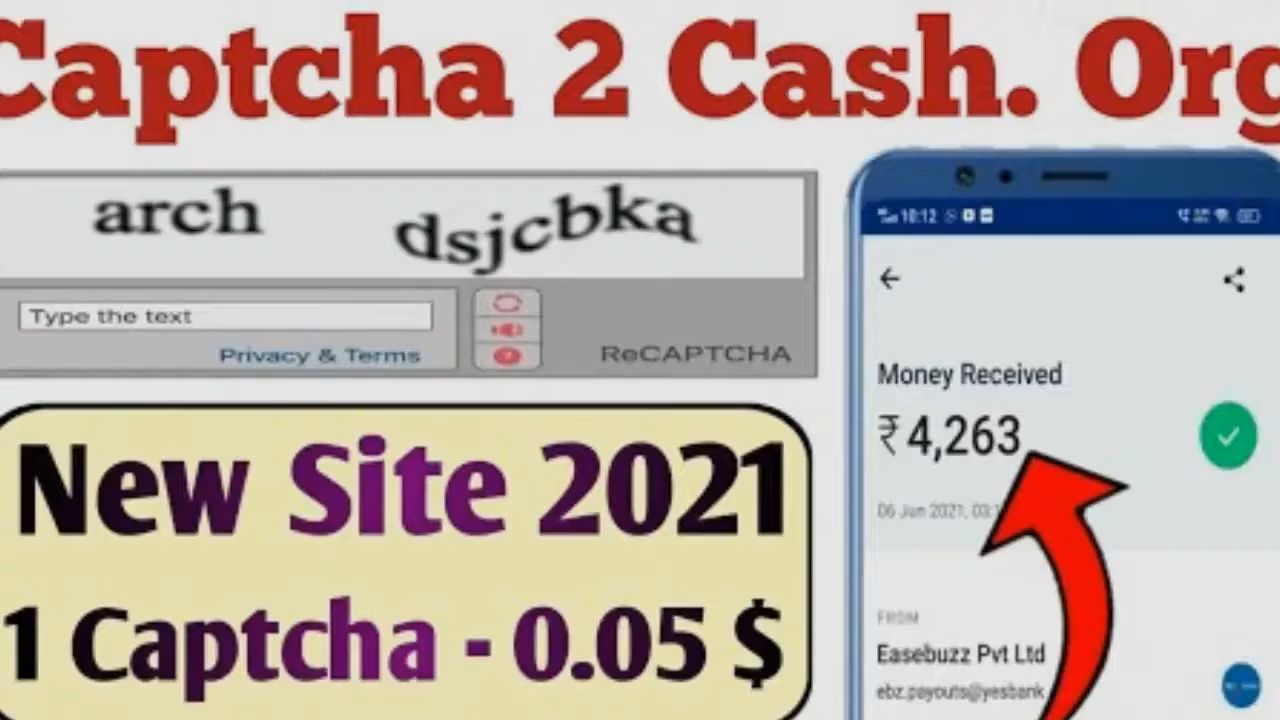 Captcha 2 Cash. Org
arch dsjcbka
Type the text
Privacy & Terms
ReCAPTCHA
New Site 2021
1 Captcha - 0.05 $
10:12
Money Received
₹4,263
06 Jun 2021,
FROM
Easebuzz Pvt Ltd
ebz.payouts@yesbank